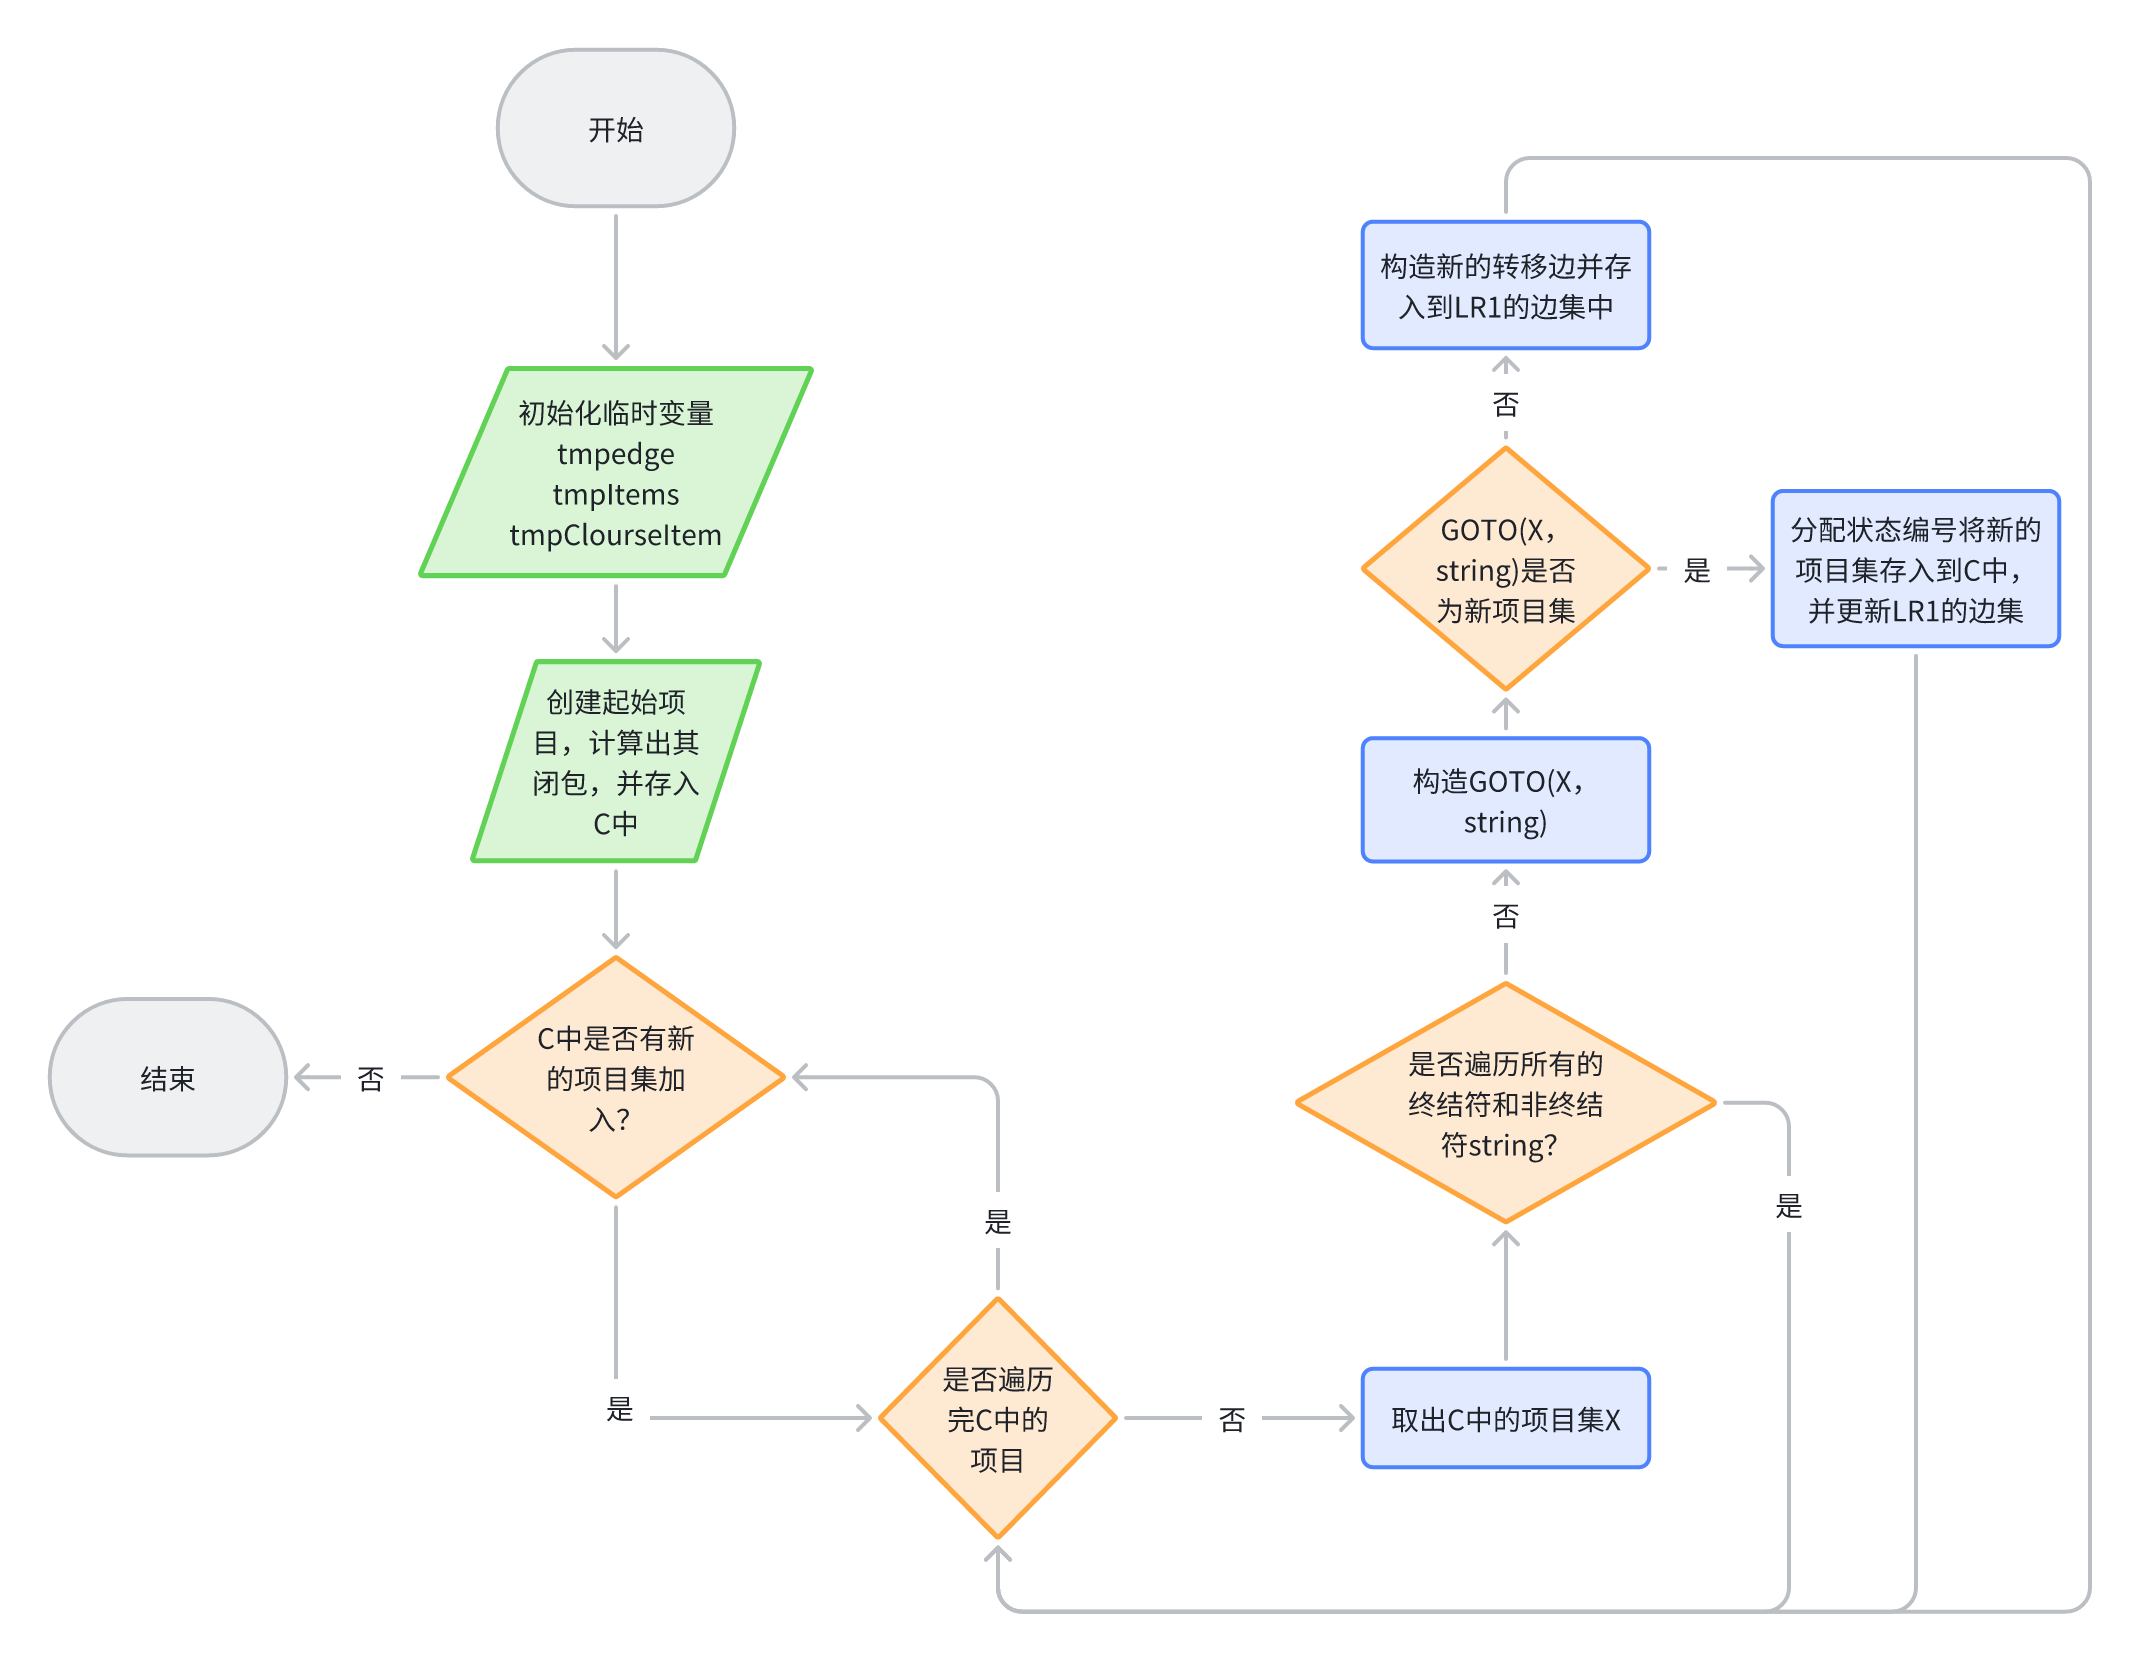 开始
初始化临时变量
tmpedge
tmpItems
tmpClourseItem
创建起始项
目，计算出其
闭包，并存入
C中
C中是否有新
的项目集加
入？
否
结束
是
是否遍历
完C中的
项目
是
否
取出C中的项目集X
是否遍历所有的
终结符和非终结
符string？
是
否
构造GOTO(X，
string)
GOTO(X，
string)是否
为新项目集
是
分配状态编号将新的
项目集存入到C中，
并更新LR1的边集
否
构造新的转移边并存
入到LR1的边集中